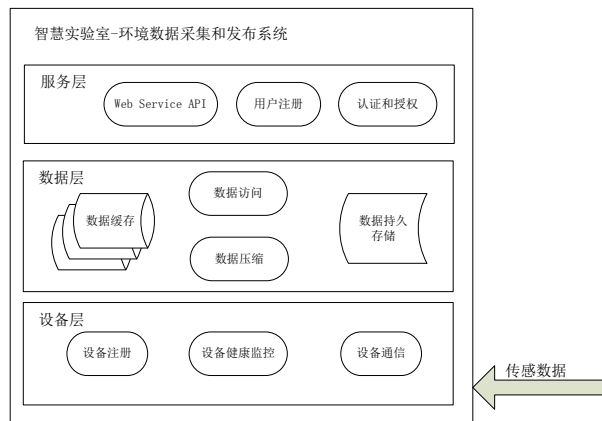 智慧实验室-环境数据采集和发布系统
服务层
Web Service API
用户注册
认证和授权
数据层
数据缓存
数据访问
数据压缩
数据持久
存储
设备层
设备注册
设备健康监控
设备通信
传感数据